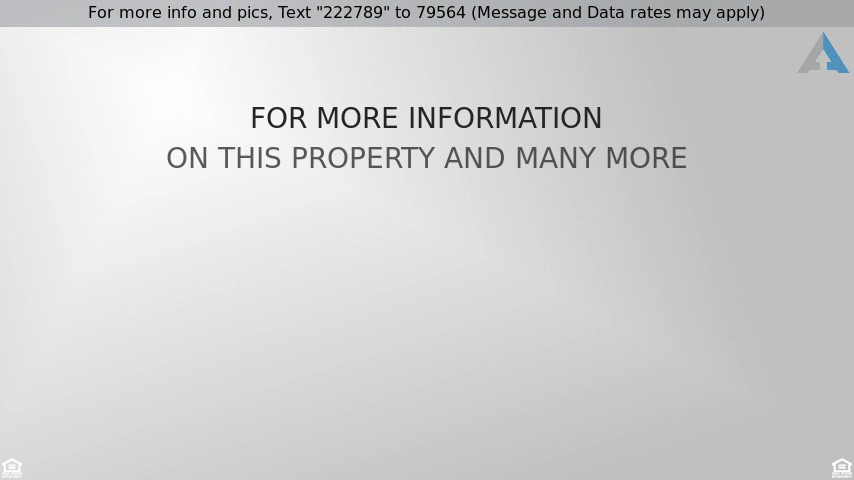 For more info and pics, Text "222789" to 79564 (Message and Data rates may apply)
FOR MORE INFORMATION
ON THIS PROPERTY AND MANY MORE